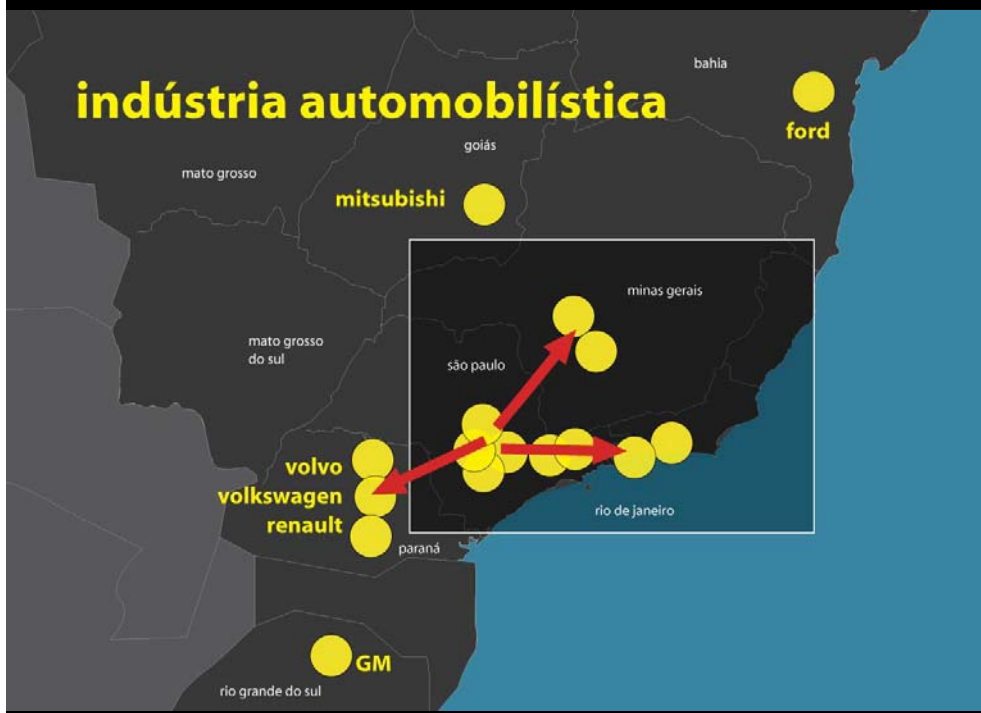 bahia
indústria automobilística
ford
goiás
mato grosso
mitsubishi
minas gerais
mato grosso
do sul
são paulo
volvo
volkswagen
renault
rio de janeiro
paraná
GM
rio grande do sul